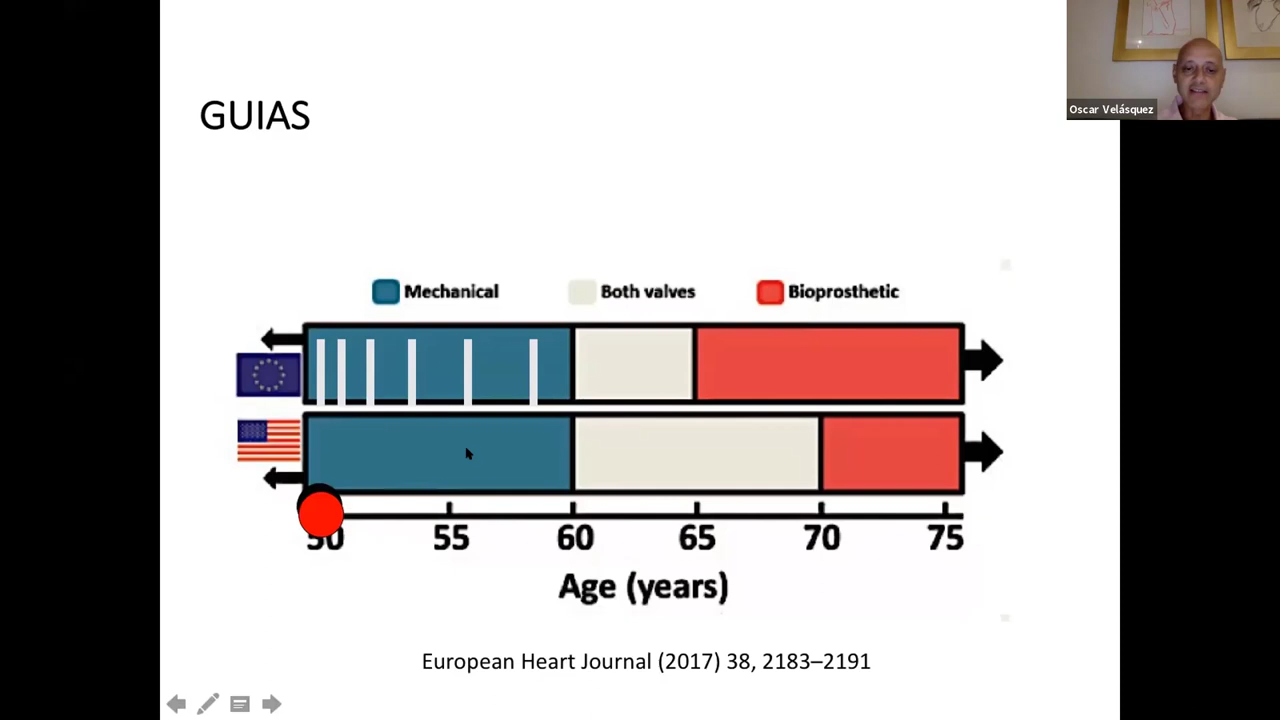 GUIAS
Oscar Velásquez
Mechanical
Both valves
Bioprosthetic
50 55 60 65 70 75
Age (years)
European Heart Journal (2017) 38, 2183–2191